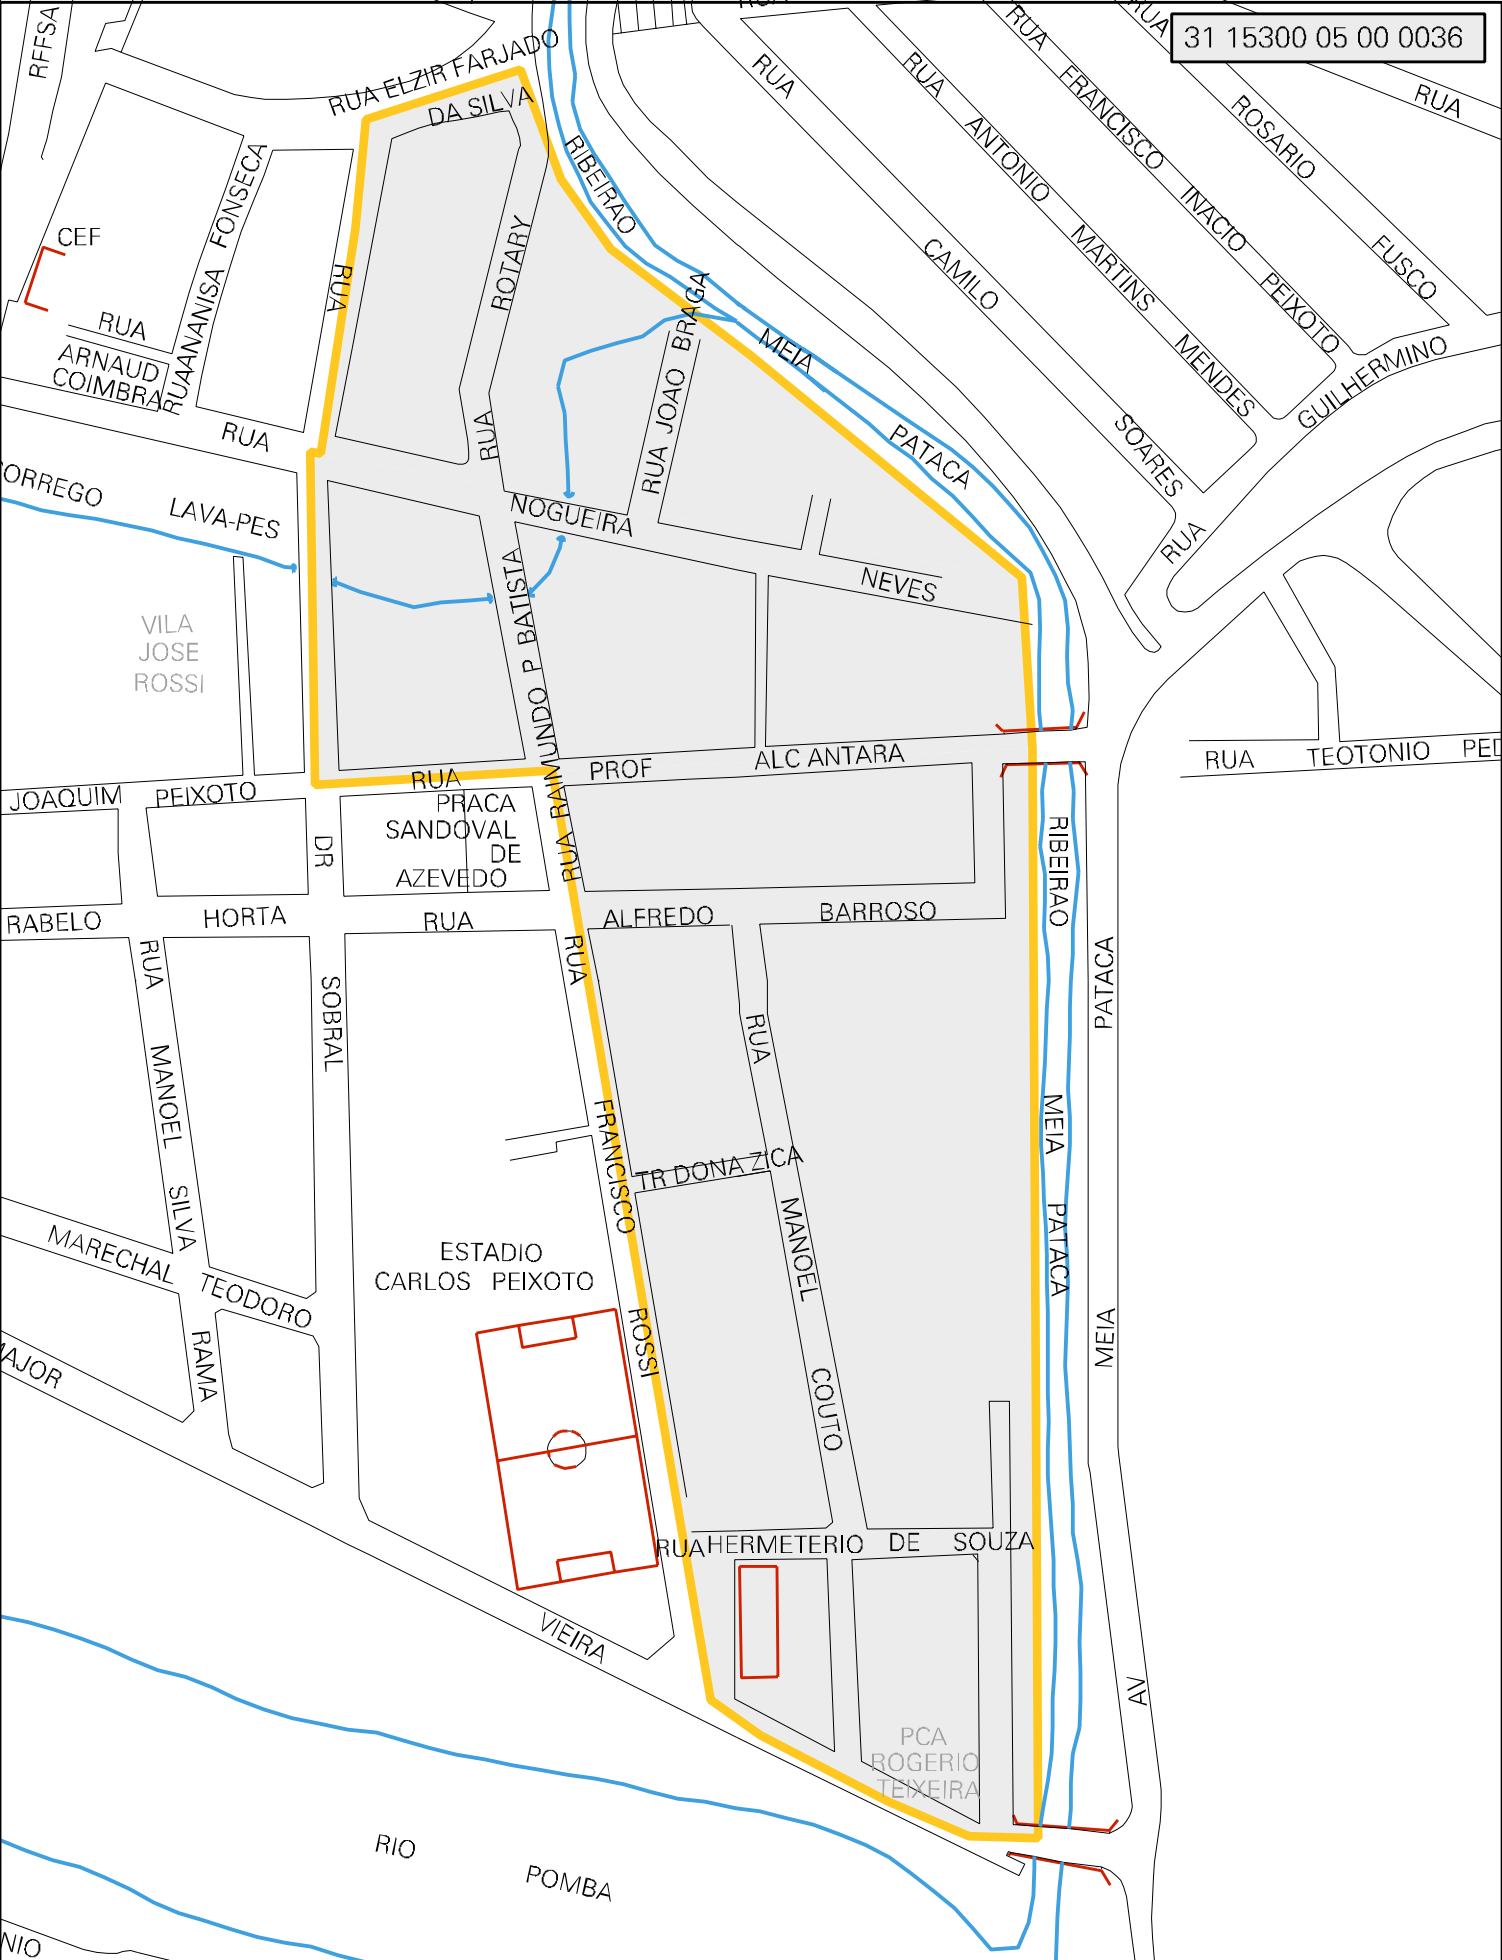 31 15300 05 00 0036
RFFSA
RUA ELZIR FARJADO
DA SILVA
RIBEIRAO
MEIA
PATACA
RUA
CAMILO
SOARES
RUA
ANTONIO
MARTINS
MENDES
RUA
FRANCISCO
INACIO
PEIXOTO
RUA
ROSARIO
FUSCO
RUA
RUA
GUILHERMINO
CEF
RUA
ARNAUD
COIMBRA
RUA ANANISA FONSECA
RUA
ROTARY
RUA
RUA JOAO BRAGA
RUA
NOGUEIRA
NEVES
ORREGO
LAVA-PES
VILA
JOSE
ROSSI
RUA RAIMUNDO P BATISTA
RUA
PROF
ALC ANTARA
RUA
TEOTONIO
PED
JOAQUIM
PEIXOTO
PRACA
SANDOVAL
DE
AZEVEDO
DR
SOBRAL
RABELO
HORTA
RUA
ALFREDO
BARROSO
RIBEIRAO
MEIA
PATACA
RUA
MANOEL
SILVA
RAMA
RUA
FRANCISCO
ROSSI
RUA
MANOEL
COUTO
TR DONA ZICA
PATACA
MEIA
AV
MARECHAL
TEODORO
ESTADIO
CARLOS PEIXOTO
AJOR
VIEIRA
RUA HERMETERIO DE SOUZA
PCA
ROGERIO
TEIXEIRA
RIO
POMBA
NIO